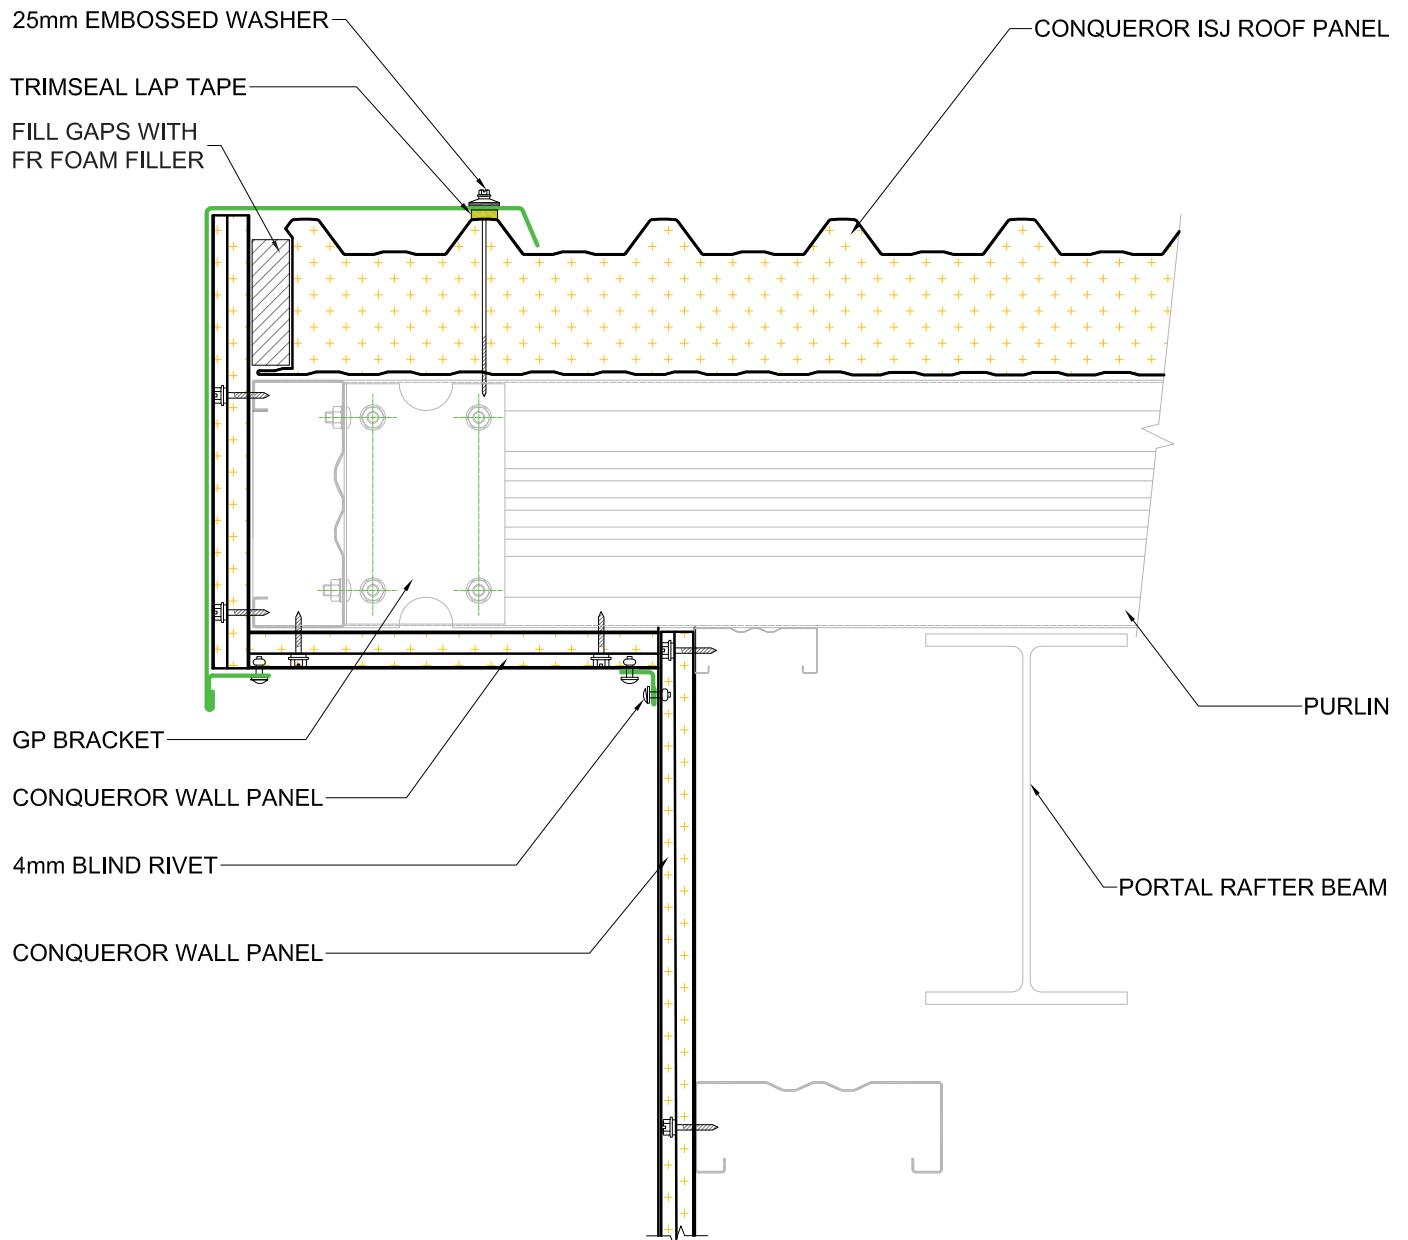 25mm EMBOSSED WASHER
CONQUEROR ISJ ROOF PANEL
TRIMSEAL LAP TAPE
FILL GAPS WITH
FR FOAM FILLER
PURLIN
GP BRACKET
CONQUEROR WALL PANEL
4mm BLIND RIVET
PORTAL RAFTER BEAM
CONQUEROR WALL PANEL